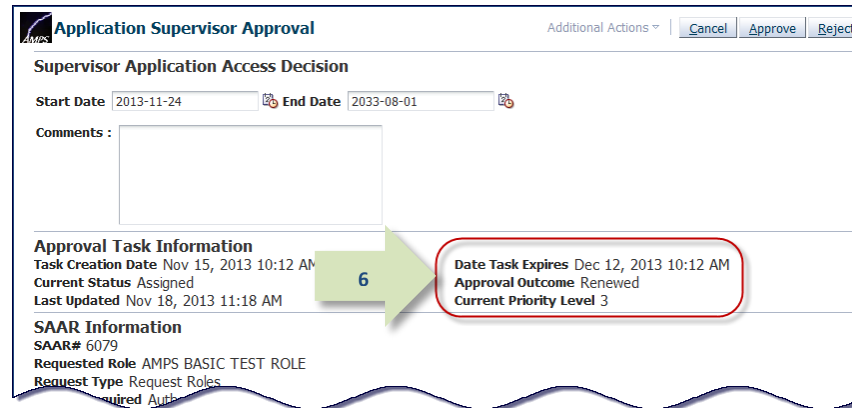 AMPS Application Supervisor Approval Additional Actions Cancel Approve Reject
Supervisor Application Access Decision
Start Date 2013-11-24 End Date 2033-08-01
Comments :
Approval Task Information
Task Creation Date Nov 15, 2013 10:12 AM Date Task Expires Dec 12, 2013 10:12 AM
Current Status Assigned 6 Approval Outcome Renewed
Last Updated Nov 18, 2013 11:18 AM Current Priority Level 3
SAAR Information
SAAR# 6079
Requested Role AMPS BASIC TEST ROLE
Request Type Request Roles